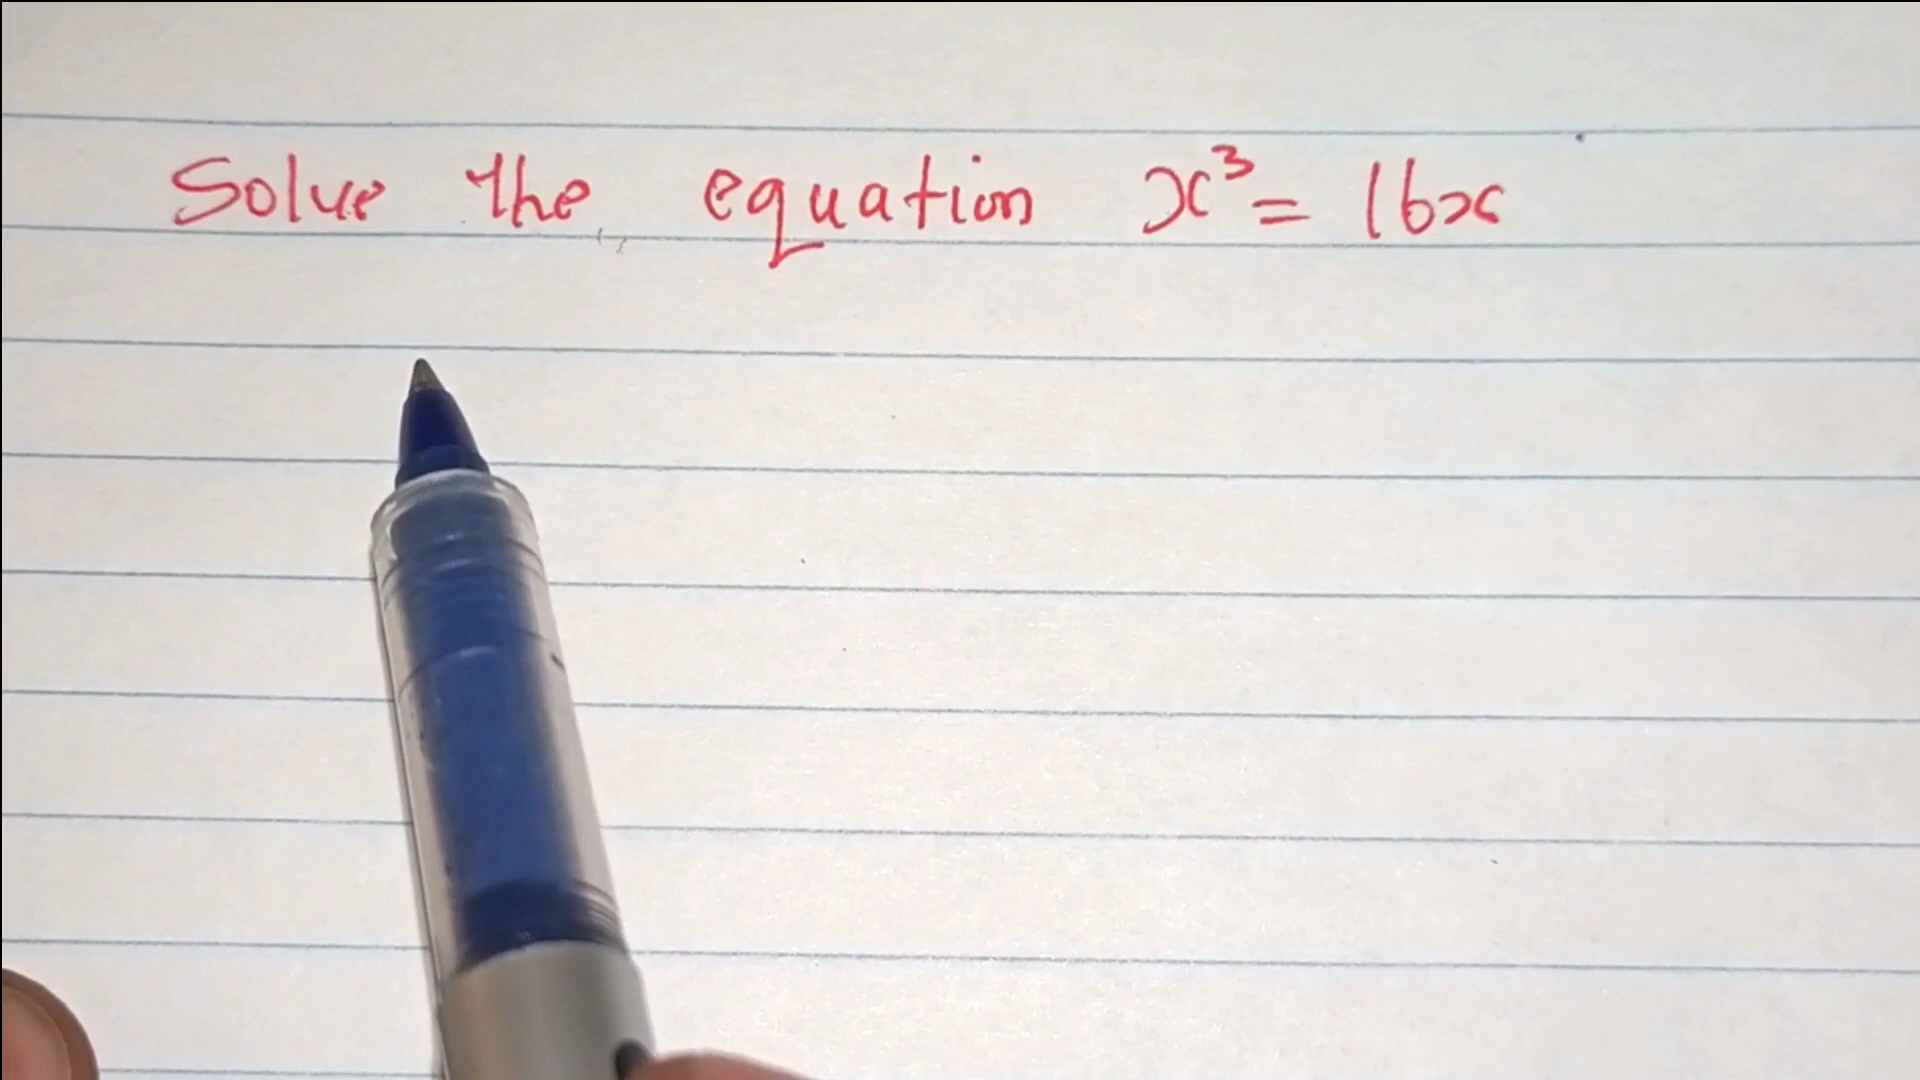 Solve the equation x³ = 16x